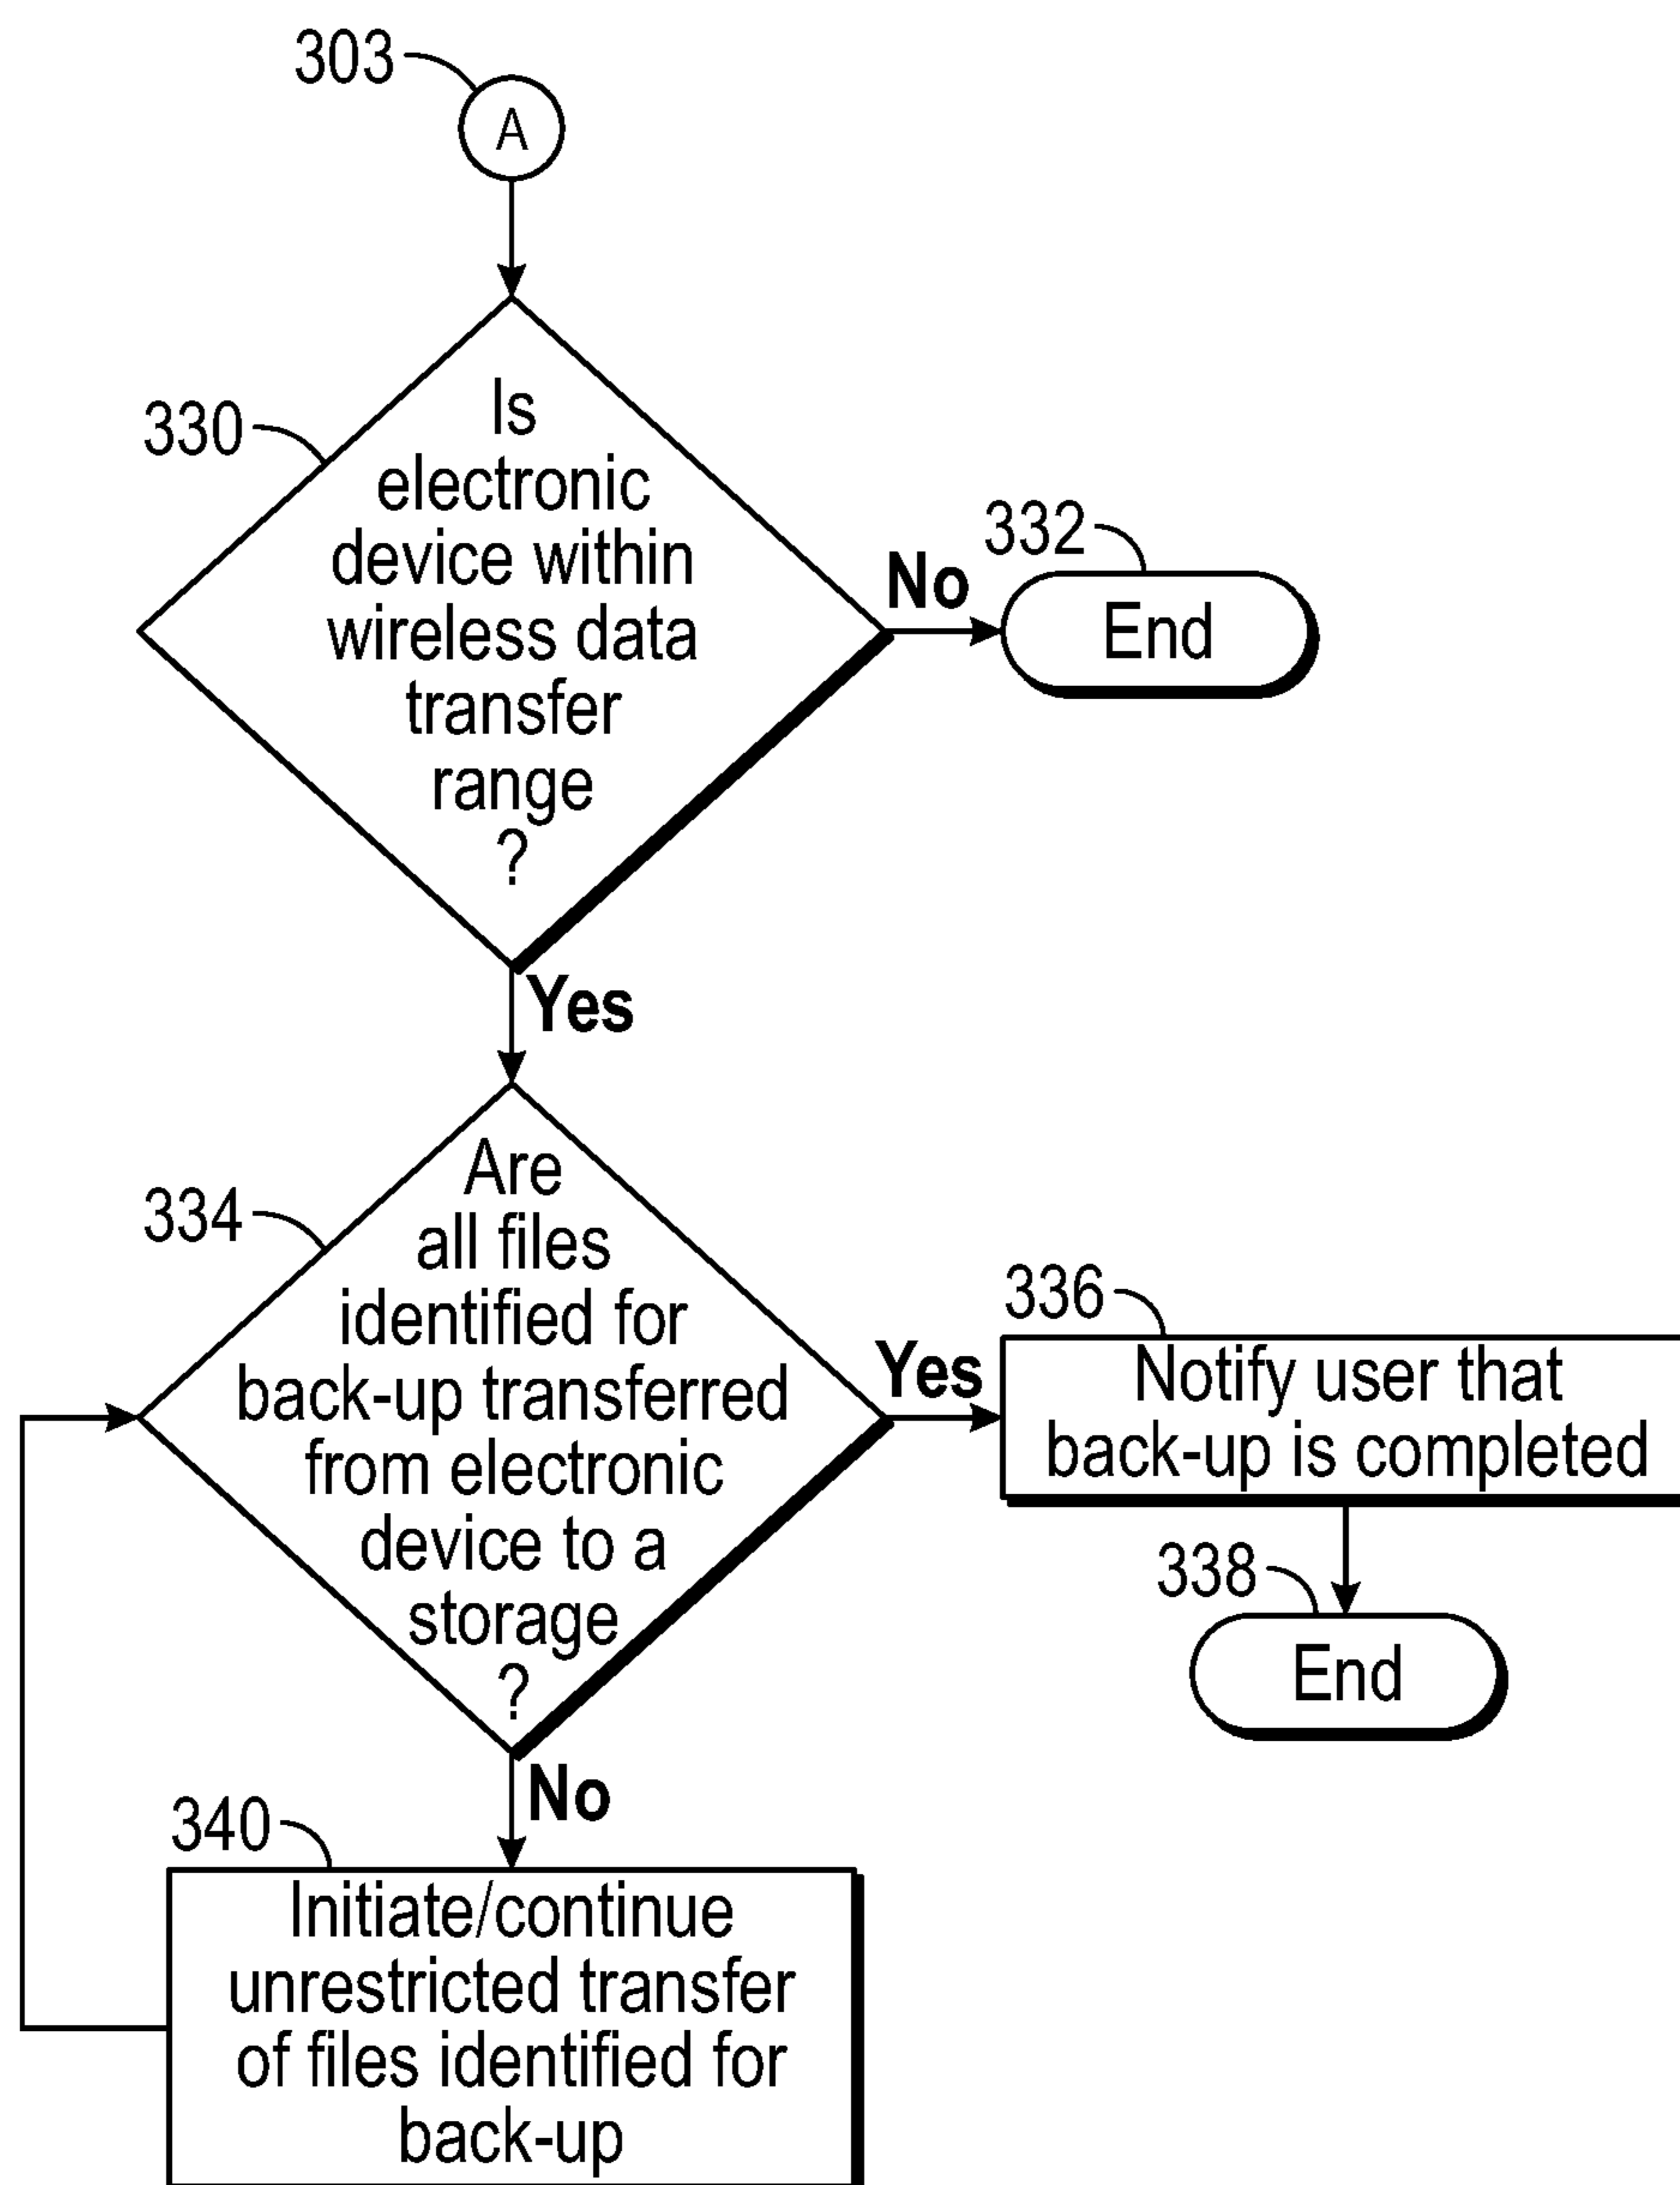 303
A
330
Is
electronic
device within
wireless data
transfer
range
?
No
332
End
Yes
334
Are
all files
identified for
back-up transferred
from electronic
device to a
storage
?
Yes
336
Notify user that
back-up is completed
338
End
No
340
Initiate/continue
unrestricted transfer
of files identified for
back-up